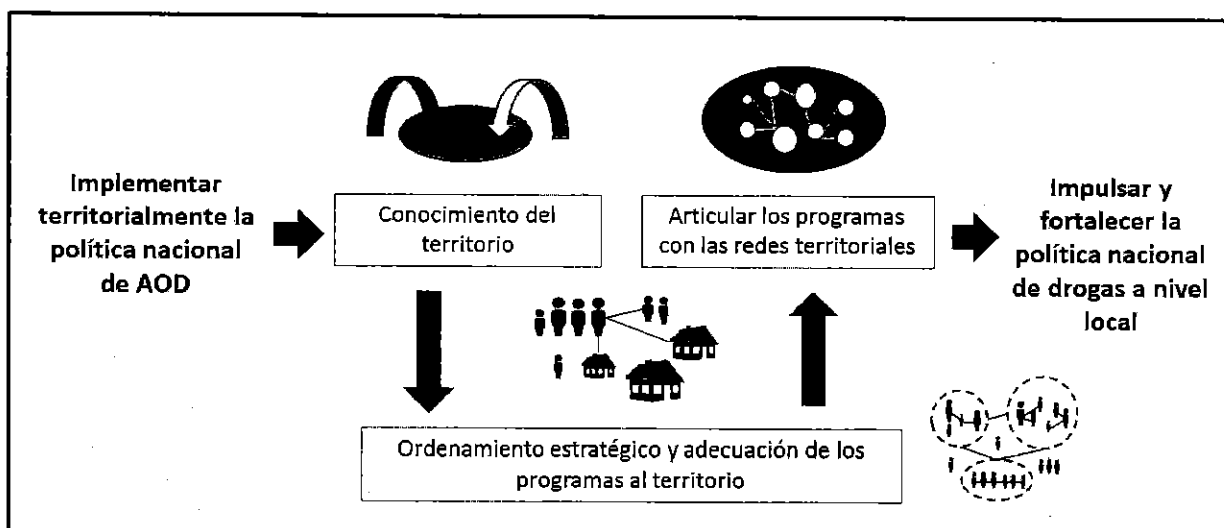 Implementar
territorialmente la
política nacional
de AOD
Conocimiento del
territorio
Ordenamiento estratégico y adecuación de los
programas al territorio
Articular los programas
con las redes territoriales
Impulsar y
fortalecer la
política nacional
de drogas a nivel
local